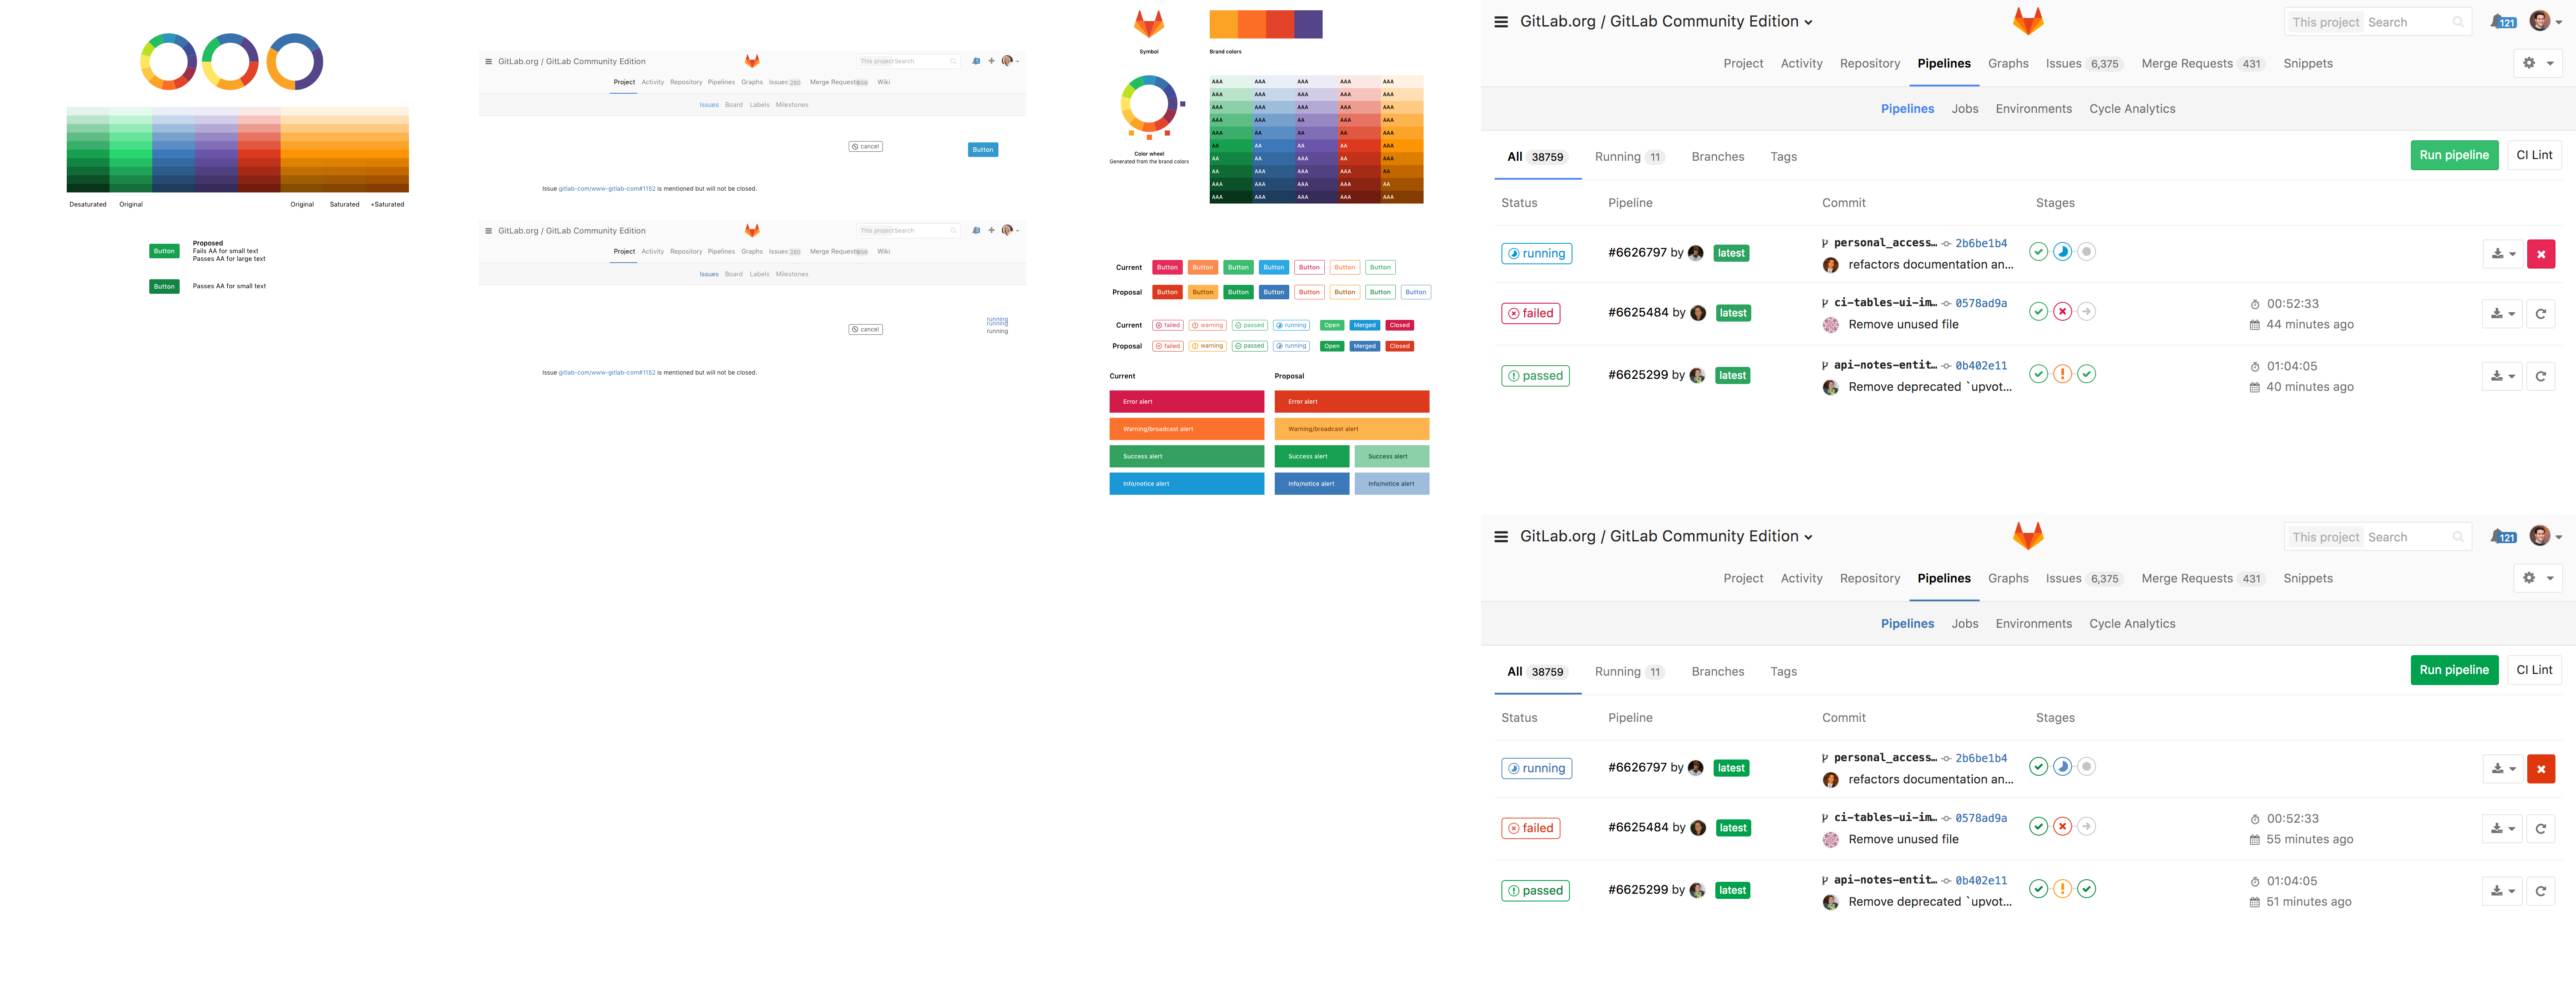 Desaturated Original Original Saturated +Saturated
Button
Proposed
Fails AA for small text
Passes AA for large text
Button
Passes AA for small text
GitLab.org / GitLab Community Edition
This project Search
Project Activity Repository Pipelines Graphs Issues 280 Merge Requests 656 Wiki
Issues Board Labels Milestones
cancel
Button
Issue gitlab-com/www-gitlab-com#1152 is mentioned but will not be closed.
GitLab.org / GitLab Community Edition
This project Search
Project Activity Repository Pipelines Graphs Issues 280 Merge Requests 656 Wiki
Issues Board Labels Milestones
running
running
running
cancel
Issue gitlab-com/www-gitlab-com#1152 is mentioned but will not be closed.
Symbol
Brand colors
Color wheel
Generated from the brand colors
AAA AAA AAA AAA AAA
AAA AAA AAA AAA AAA
AAA AAA AAA AAA AAA
AAA AAA AA AAA AAA
AAA AA AA AA AAA
AA AA AA AA AAA
AA AAA AAA AA AAA
AA AAA AAA AAA AA
AAA AAA AAA AAA AAA
AAA AAA AAA AAA AAA
Current Button Button Button Button Button Button Button
Proposal Button Button Button Button Button Button Button Button
Current failed warning passed running Open Merged Closed
Proposal failed warning passed running Open Merged Closed
Current
Error alert
Warning/broadcast alert
Success alert
Info/notice alert
Proposal
Error alert
Warning/broadcast alert
Success alert Success alert
Info/notice alert Info/notice alert
GitLab.org / GitLab Community Edition
This project Search
121
Project Activity Repository Pipelines Graphs Issues 6,375 Merge Requests 431 Snippets
Pipelines Jobs Environments Cycle Analytics
All 38759 Running 11 Branches Tags
Run pipeline CI Lint
Status Pipeline Commit Stages
running #6626797 by latest personal_access… 2b6be1b4
refactors documentation an…
failed #6625484 by latest ci-tables-ui-im… 0578ad9a 00:52:33
Remove unused file 44 minutes ago
passed #6625299 by latest api-notes-entit… 0b402e11 01:04:05
Remove deprecated `upvot… 40 minutes ago
GitLab.org / GitLab Community Edition
This project Search
121
Project Activity Repository Pipelines Graphs Issues 6,375 Merge Requests 431 Snippets
Pipelines Jobs Environments Cycle Analytics
All 38759 Running 11 Branches Tags
Run pipeline CI Lint
Status Pipeline Commit Stages
running #6626797 by latest personal_access… 2b6be1b4
refactors documentation an…
failed #6625484 by latest ci-tables-ui-im… 0578ad9a 00:52:33
Remove unused file 55 minutes ago
passed #6625299 by latest api-notes-entit… 0b402e11 01:04:05
Remove deprecated `upvot… 51 minutes ago